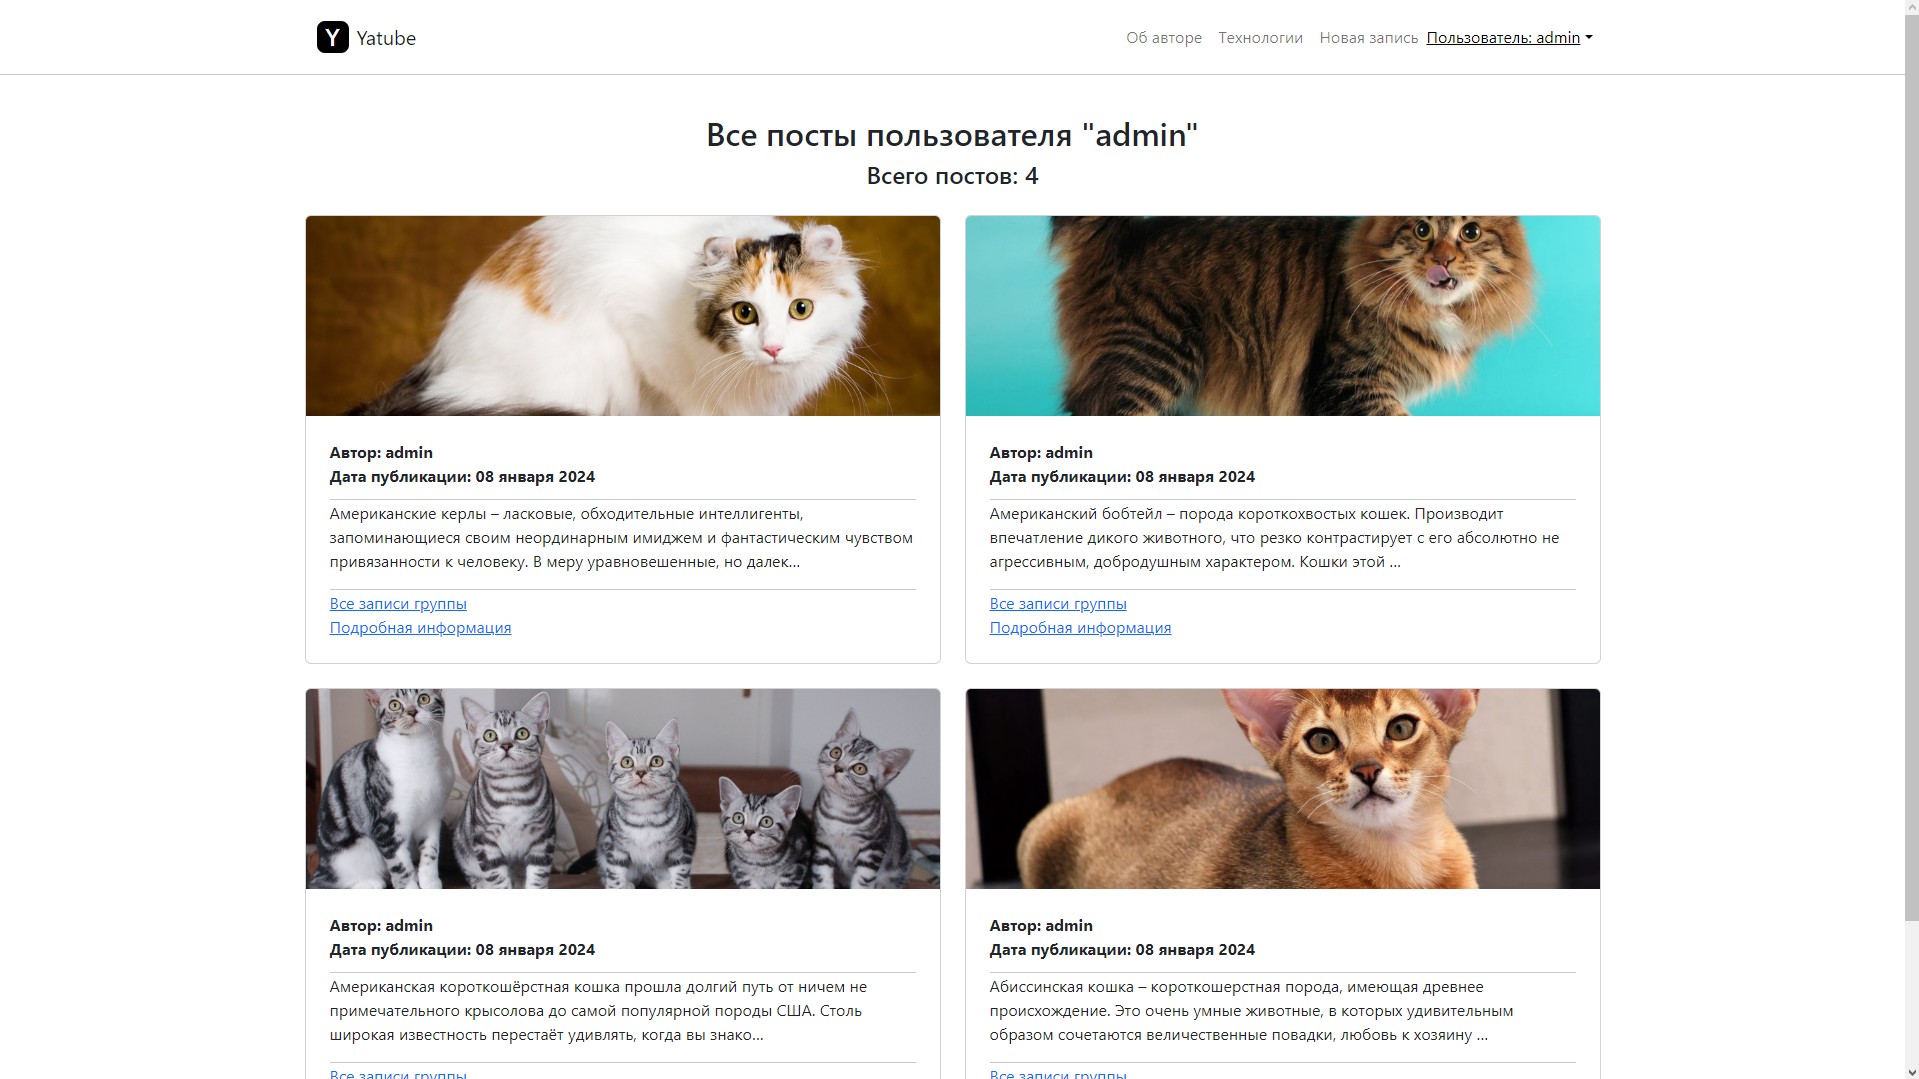 Y Yatube
Об авторе Технологии Новая запись Пользователь: admin
Все посты пользователя "admin"
Всего постов: 4
Автор: admin
Дата публикации: 08 января 2024
Американские керлы – ласковые, обходительные интеллигенты,
запоминающиеся своим неординарным имиджем и фантастическим чувством
привязанности к человеку. В меру уравновешенные, но далек...
Все записи группы
Подробная информация
Автор: admin
Дата публикации: 08 января 2024
Американский бобтейл – порода короткохвостых кошек. Производит
впечатление дикого животного, что резко контрастирует с его абсолютно не
агрессивным, добродушным характером. Кошки этой ...
Все записи группы
Подробная информация
Автор: admin
Дата публикации: 08 января 2024
Американская короткошёрстная кошка прошла долгий путь от ничем не
примечательного крысолова до самой популярной породы США. Столь
широкая известность перестаёт удивлять, когда вы знако...
Все записи группы
Автор: admin
Дата публикации: 08 января 2024
Абиссинская кошка – короткошерстная порода, имеющая древнее
происхождение. Это очень умные животные, в которых удивительным
образом сочетаются величественные повадки, любовь к хозяину ...
Все записи группы